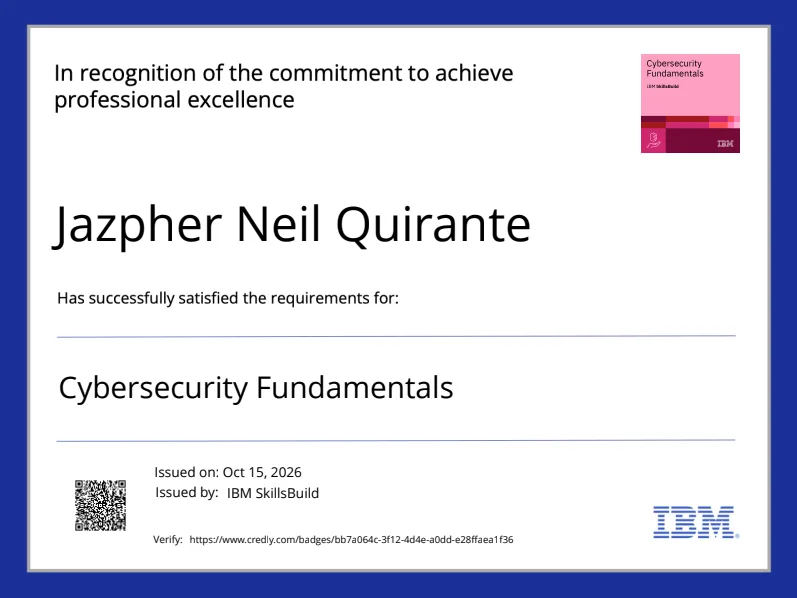 In recognition of the commitment to achieve
professional excellence
Cybersecurity
Fundamentals
IBM SkillsBuild
IBM
Jazpher Neil Quirante
Has successfully satisfied the requirements for:
Cybersecurity Fundamentals
Issued on: Oct 15, 2026
Issued by: IBM SkillsBuild
Verify: https://www.credly.com/badges/bb7a064c-3f12-4d4e-a0dd-e28ffaea1f36
IBM®